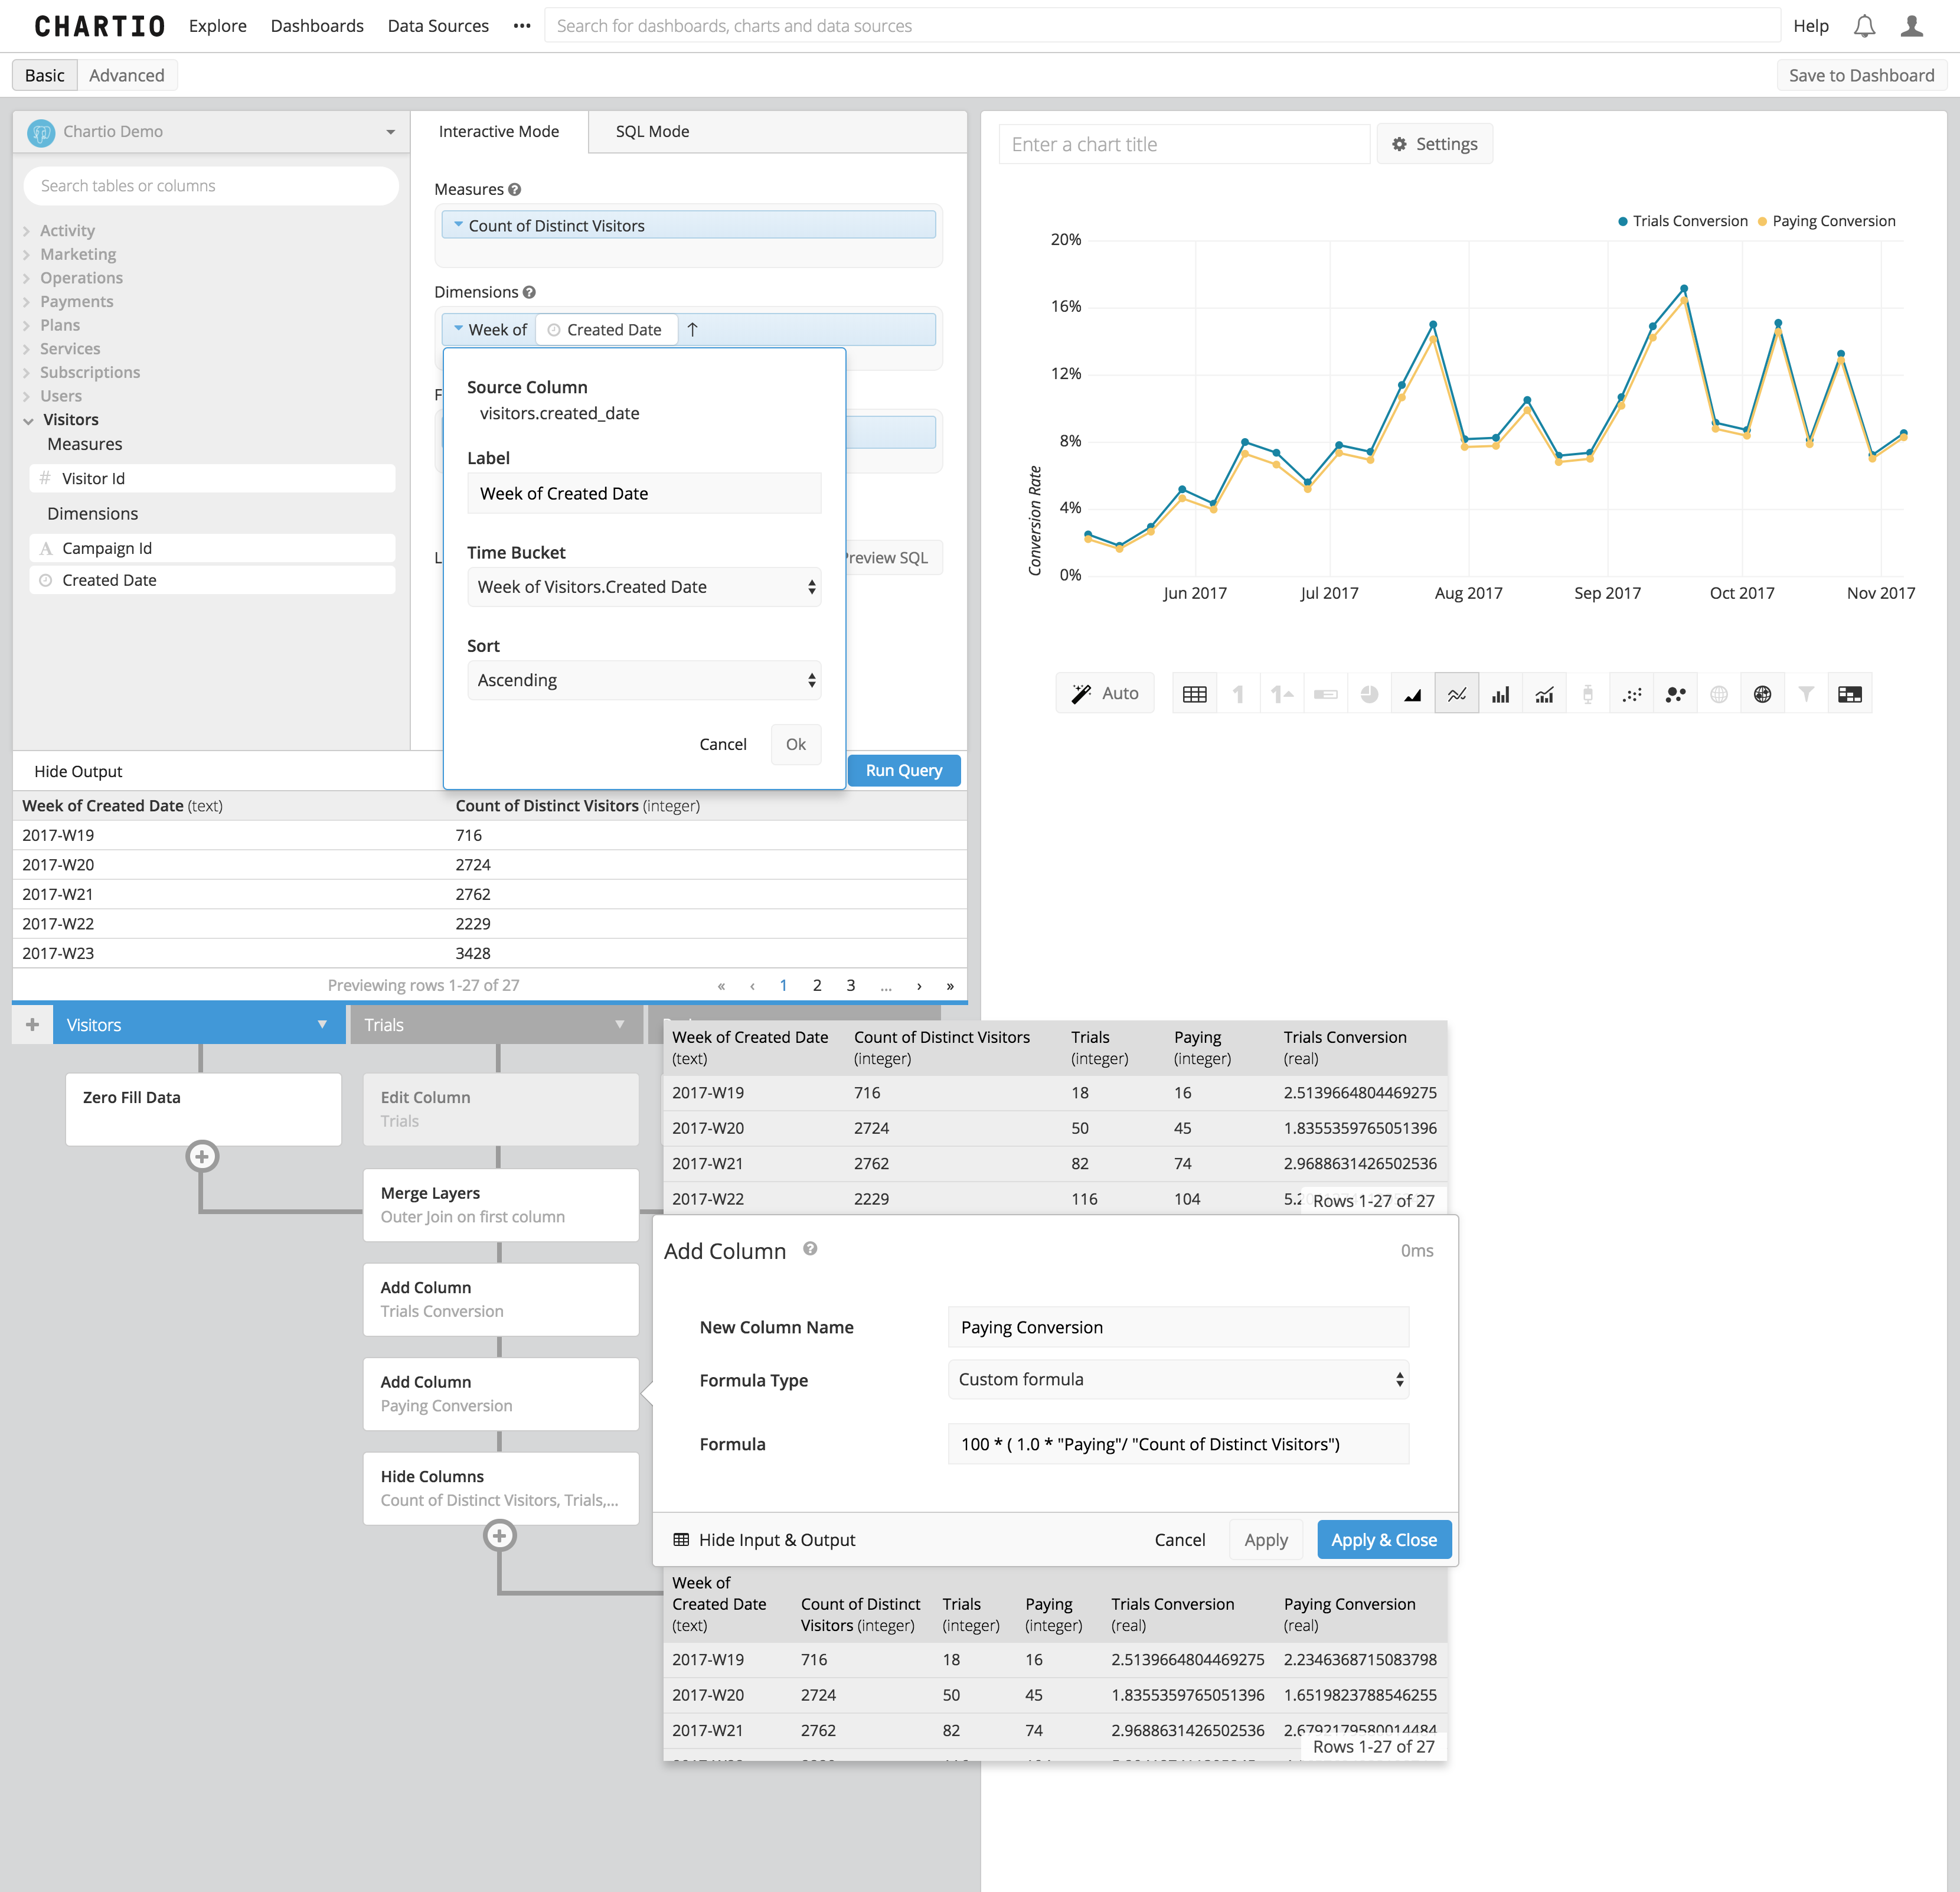 CHARTIO Explore Dashboards Data Sources ••• Search for dashboards, charts and data sources Help
Basic Advanced Save to Dashboard
Chartio Demo
Search tables or columns
Activity
Marketing
Operations
Payments
Plans
Services
Subscriptions
Users
Visitors
Measures
# Visitor Id
Dimensions
A Campaign Id
Created Date
Interactive Mode SQL Mode
Measures ?
Count of Distinct Visitors
Dimensions ?
Week of Created Date ↑
Source Column
visitors.created_date
Label
Week of Created Date
Time Bucket
Week of Visitors.Created Date
Sort
Ascending
Cancel Ok
Preview SQL
Hide Output Run Query
Week of Created Date (text) Count of Distinct Visitors (integer)
2017-W19 716
2017-W20 2724
2017-W21 2762
2017-W22 2229
2017-W23 3428
Previewing rows 1-27 of 27 « ‹ 1 2 3 ... › »
Enter a chart title Settings
Trials Conversion Paying Conversion
20%
16%
12%
8%
4%
0%
Conversion Rate
Jun 2017 Jul 2017 Aug 2017 Sep 2017 Oct 2017 Nov 2017
Auto 1 1
+ Visitors Trials
Zero Fill Data
Edit Column
Trials
Merge Layers
Outer Join on first column
Add Column
Trials Conversion
Add Column
Paying Conversion
Hide Columns
Count of Distinct Visitors, Trials,...
Week of Created Date Count of Distinct Visitors Trials Paying Trials Conversion
(text) (integer) (integer) (integer) (real)
2017-W19 716 18 16 2.5139664804469275
2017-W20 2724 50 45 1.8355359765051396
2017-W21 2762 82 74 2.9688631426502536
2017-W22 2229 116 104 5.2
Rows 1-27 of 27
Add Column ? 0ms
New Column Name Paying Conversion
Formula Type Custom formula
Formula 100 * ( 1.0 * "Paying"/ "Count of Distinct Visitors")
Hide Input & Output Cancel Apply Apply & Close
Week of
Created Date Count of Distinct Trials Paying Trials Conversion Paying Conversion
(text) Visitors (integer) (integer) (integer) (real) (real)
2017-W19 716 18 16 2.5139664804469275 2.2346368715083798
2017-W20 2724 50 45 1.8355359765051396 1.6519823788546255
2017-W21 2762 82 74 2.9688631426502536 2.6792179580014484
Rows 1-27 of 27